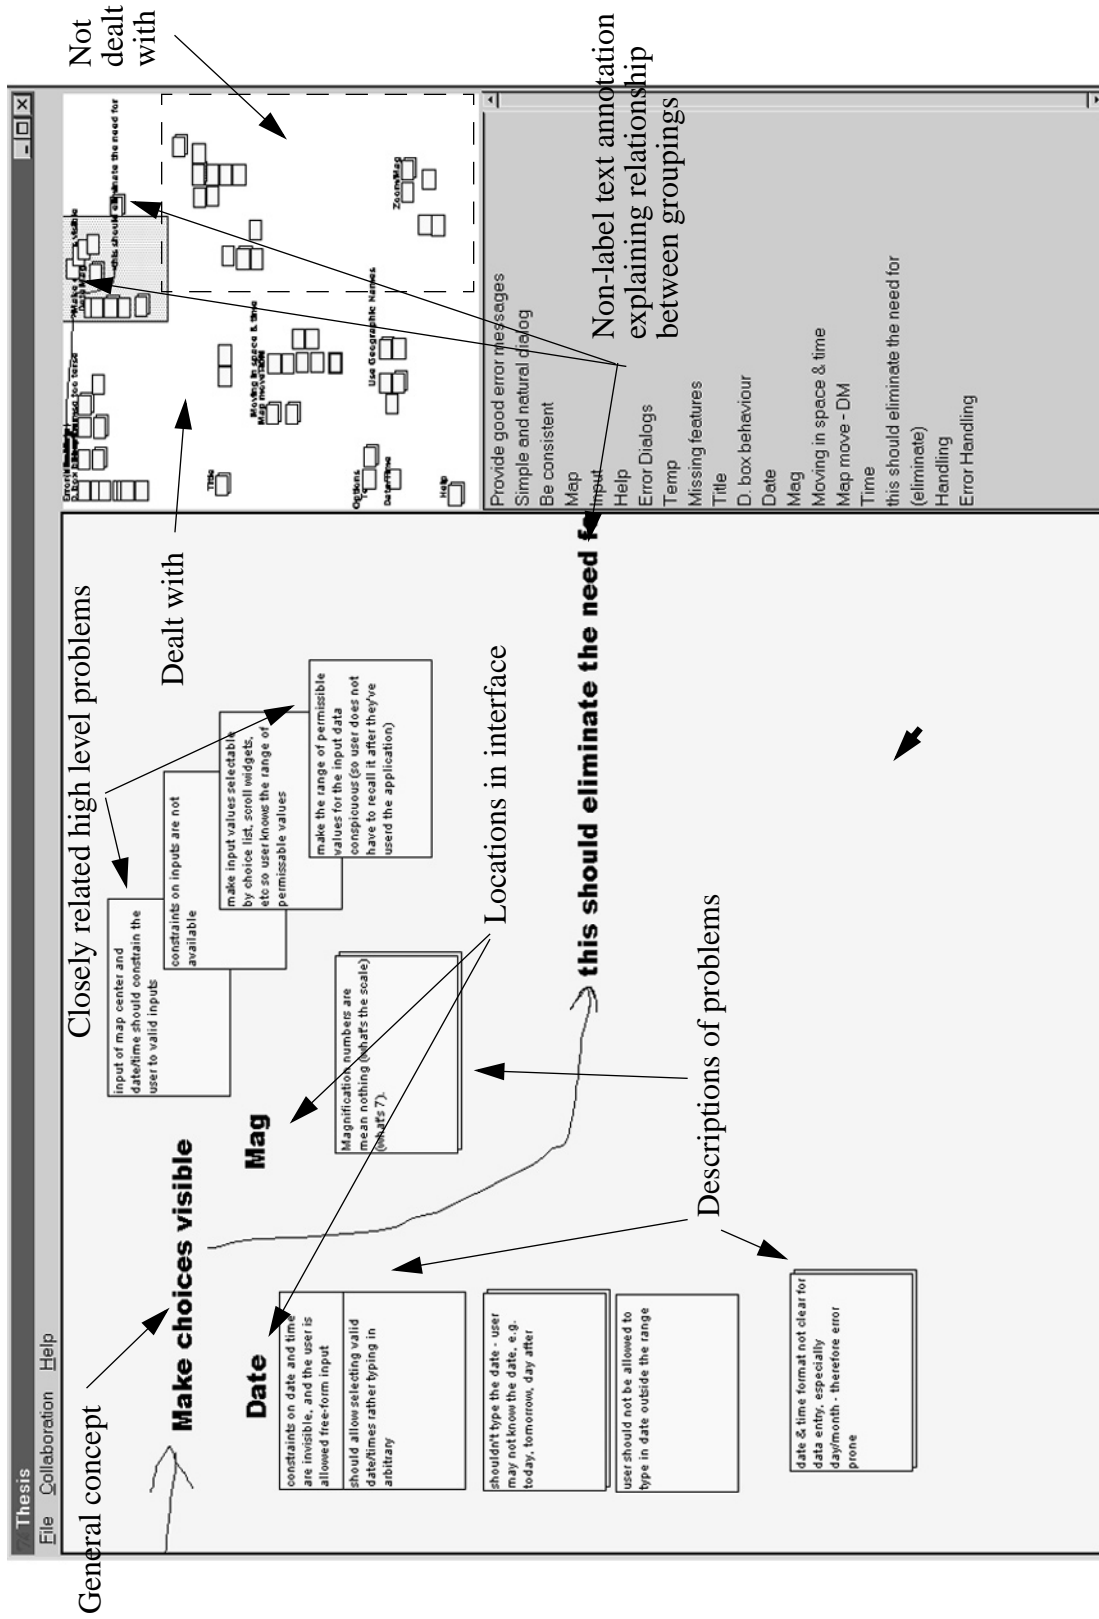 General concept
Closely related high level problems
Dealt with
Not
dealt
with
Thesis
File Collaboration Help
Make choices visible
Date
Mag
input of map center and
date/time should constrain the
user to valid inputs
constraints on inputs are not
available
make input values selectable
by choice list, scroll widgets,
etc so user knows the range of
permissable values
make the range of permissible
values for the input data
conspicuous (so user does not
have to recall it after they've
userd the application)
constraints on date and time
are invisible, and the user is
allowed free-form input
should allow selecting valid
date/times rather typing in
arbitrary
Magnification numbers are
mean nothing (what's the scale)
(what's 7).
shouldn't type the date - user
may not know the date, e.g.
today, tomorrow, day after
user should not be allowed to
type in date outside the range
date & time format not clear for
data entry, especially
day/month - therefore error
prone
this should eliminate the need fo
Locations in interface
Descriptions of problems
Non-label text annotation
explaining relationship
between groupings
this should eliminate the need for
Title
Moving in space & time
Use Geographic Names
Zoom/Mag
Options
Date/Time
Help
Provide good error messages
Simple and natural dialog
Be consistent
Map
Input
Help
Error Dialogs
Temp
Missing features
Title
D. box behaviour
Date
Mag
Moving in space & time
Map move - DM
Time
this should eliminate the need for
(eliminate)
Handling
Error Handling